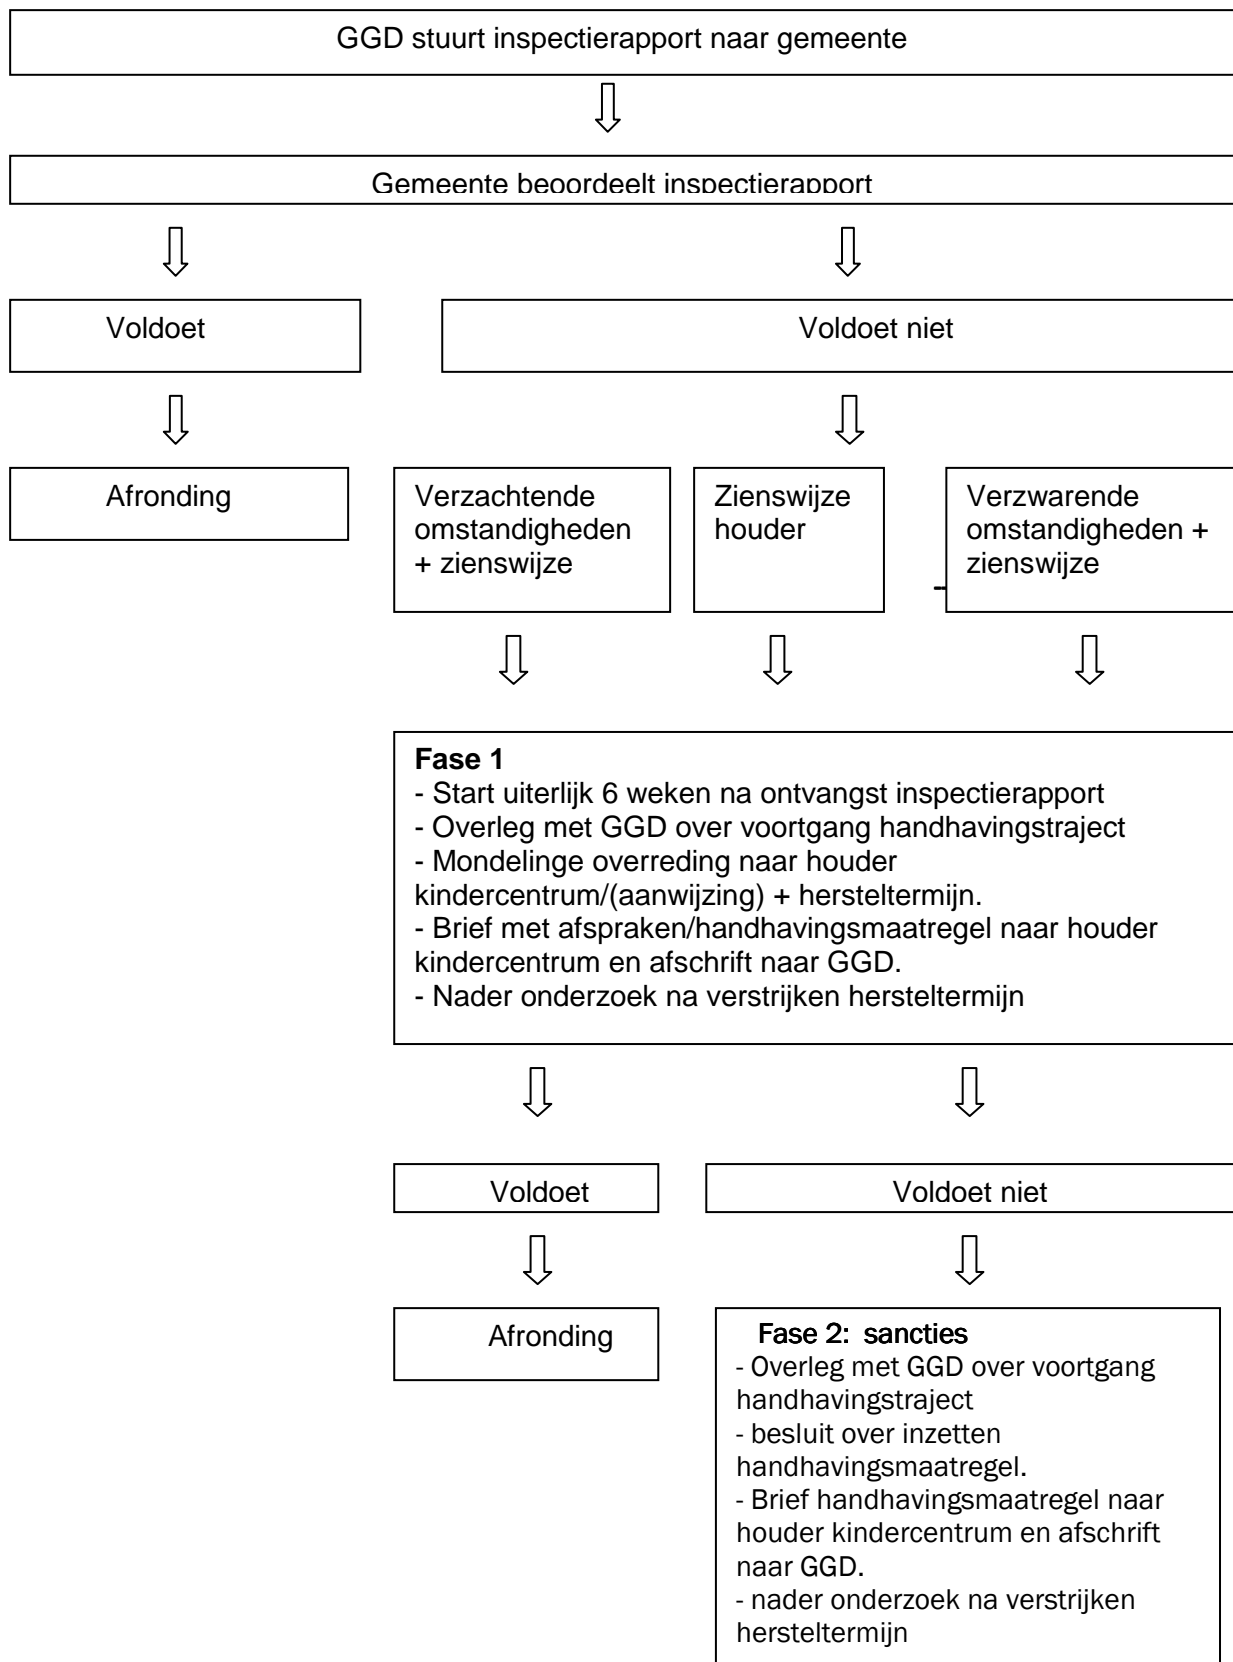 GGD stuurt inspectierapport naar gemeente
Gemeente beoordeelt inspectierapport
Voldoet
Voldoet niet
Afronding
Verzachtende
omstandigheden
+ zienswijze
Zienswijze
houder
Verzwarende
omstandigheden +
zienswijze
Fase 1
- Start uiterlijk 6 weken na ontvangst inspectierapport
- Overleg met GGD over voortgang handhavingstraject
- Mondelinge overreding naar houder
kindercentrum/(aanwijzing) + hersteltermijn.
- Brief met afspraken/handhavingsmaatregel naar houder
kindercentrum en afschrift naar GGD.
- Nader onderzoek na verstrijken hersteltermijn
Voldoet
Voldoet niet
Afronding
Fase 2: sancties
- Overleg met GGD over voortgang
handhavingstraject
- besluit over inzetten
handhavingsmaatregel.
- Brief handhavingsmaatregel naar
houder kindercentrum en afschrift
naar GGD.
- nader onderzoek na verstrijken
hersteltermijn